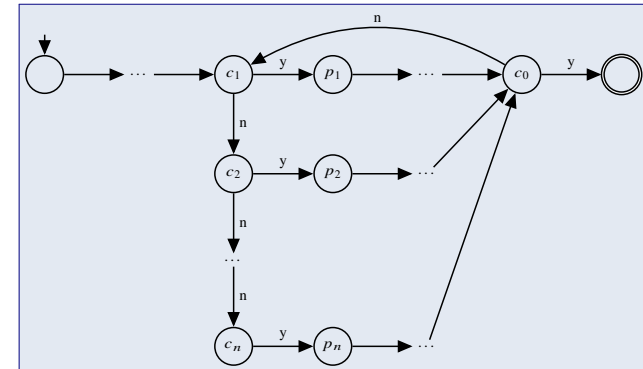 n
··· c₁ y p₁ ··· c₀ y
n
c₂ y p₂ ···
n
···
n
cₙ y pₙ ···